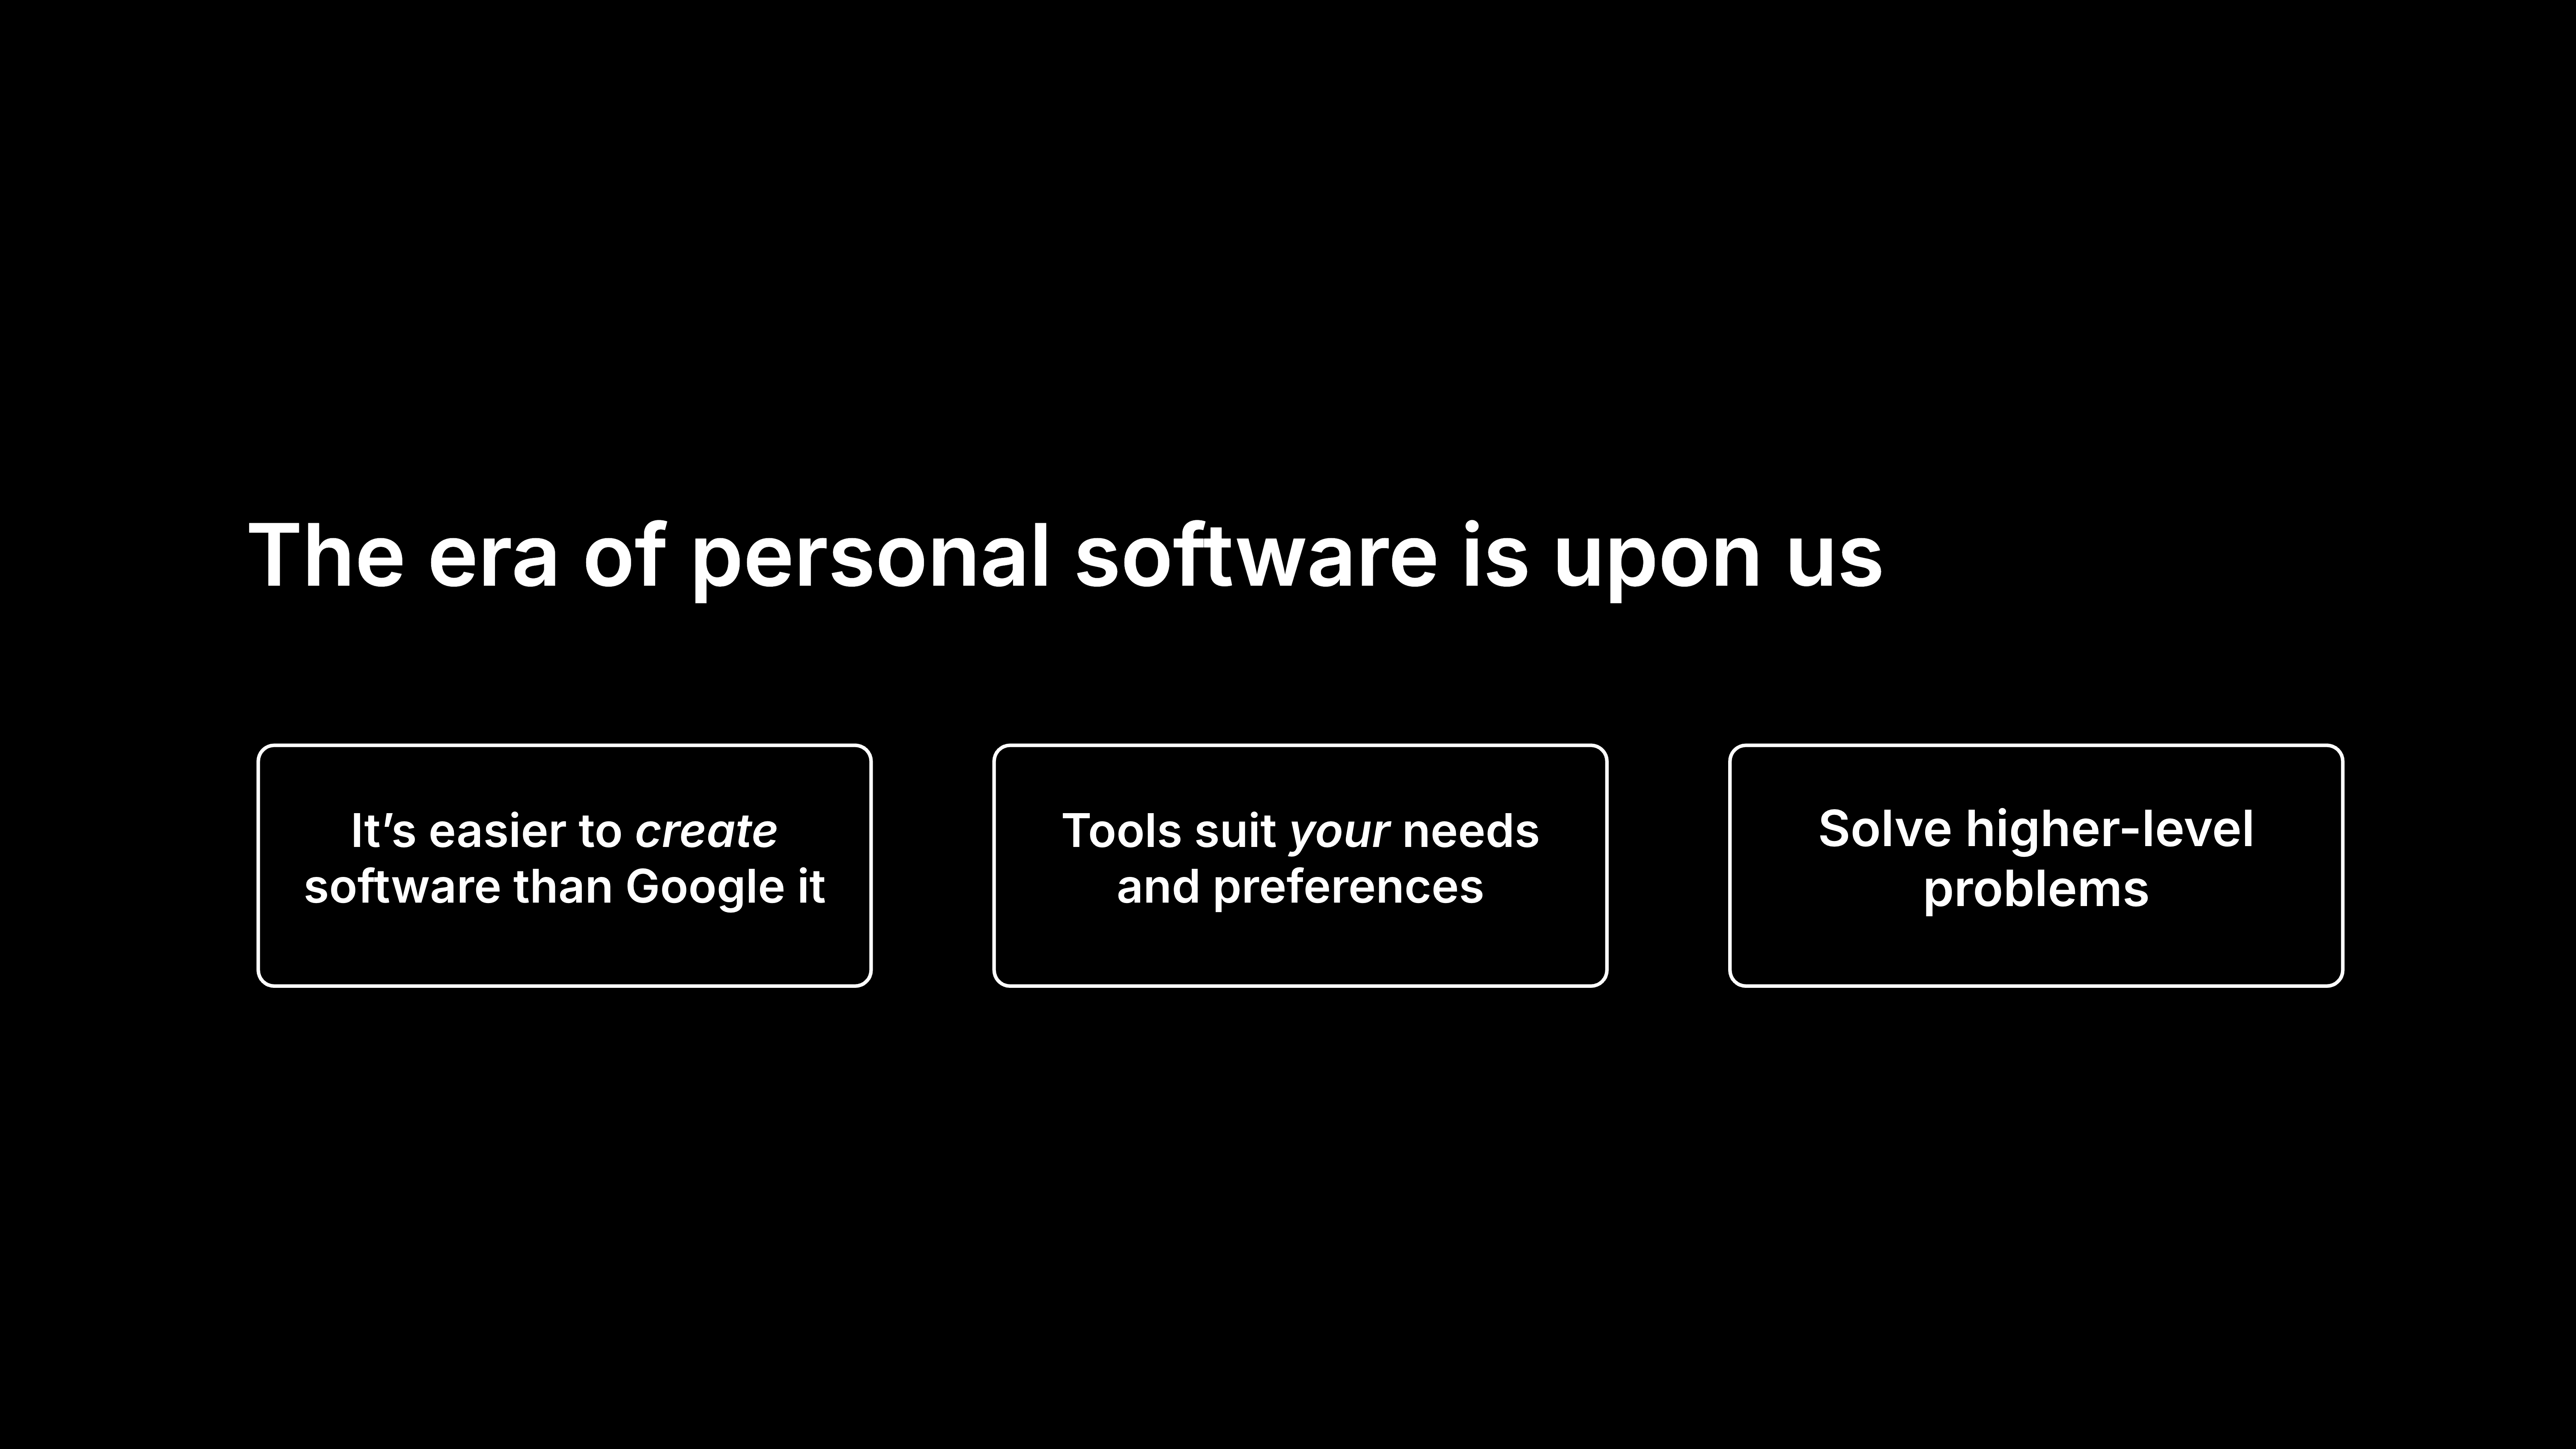 The era of personal software is upon us
It’s easier to create
software than Google it
Tools suit your needs
and preferences
Solve higher-level
problems